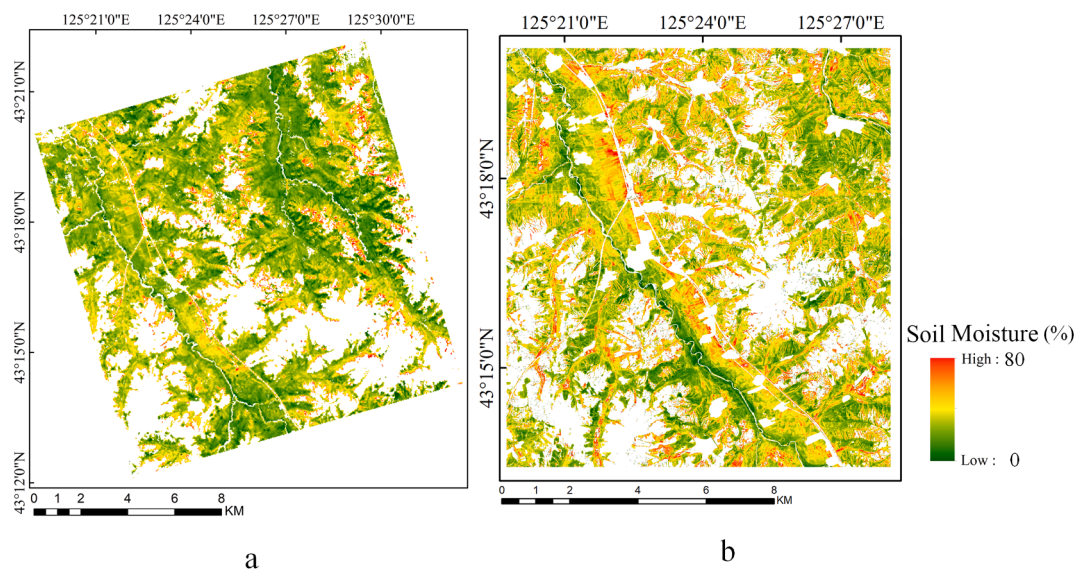 125°21'0"E 125°24'0"E 125°27'0"E 125°30'0"E
43°21'0"N
43°18'0"N
43°15'0"N
43°12'0"N
0 1 2 4 6 8
KM
a
125°21'0"E 125°24'0"E 125°27'0"E
43°18'0"N
43°15'0"N
0 1 2 4 6 8
KM
b
Soil Moisture (%)
High : 80
Low : 0